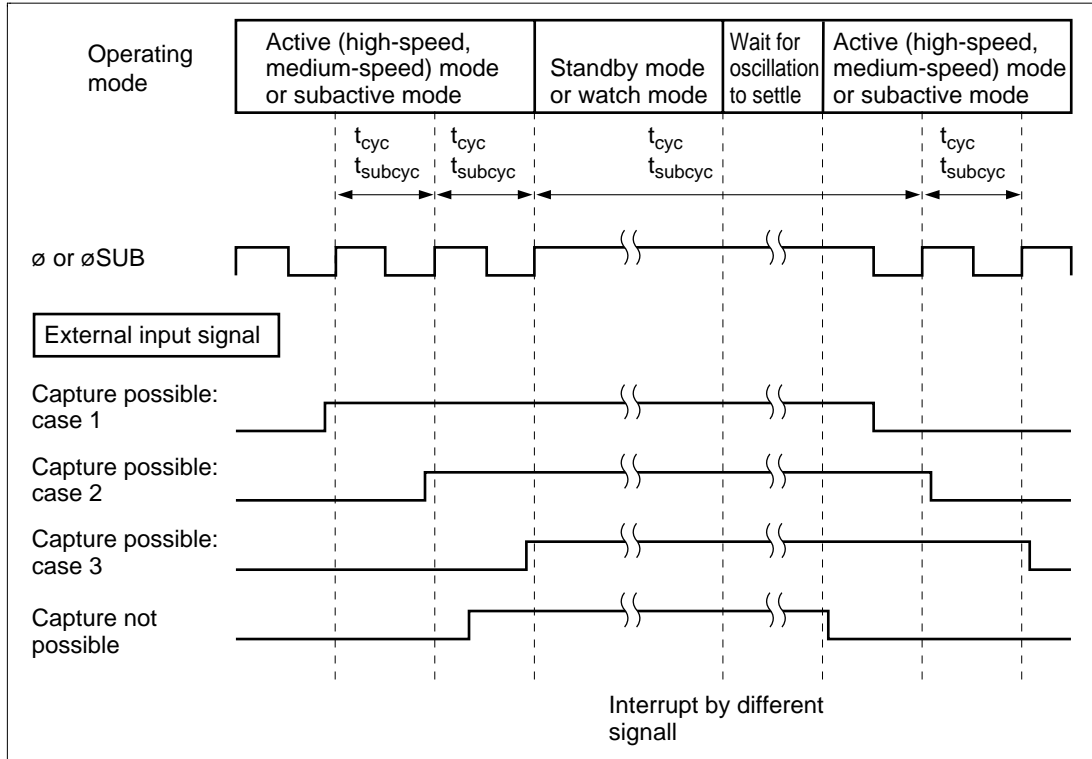 Operating
mode
Active (high-speed,
medium-speed) mode
or subactive mode
Standby mode
or watch mode
Wait for
oscillation
to settle
Active (high-speed,
medium-speed) mode
or subactive mode
tcyc
tsubcyc
tcyc
tsubcyc
tcyc
tsubcyc
tcyc
tsubcyc
ø or øSUB
External input signal
Capture possible:
case 1
Capture possible:
case 2
Capture possible:
case 3
Capture not
possible
Interrupt by different
signall